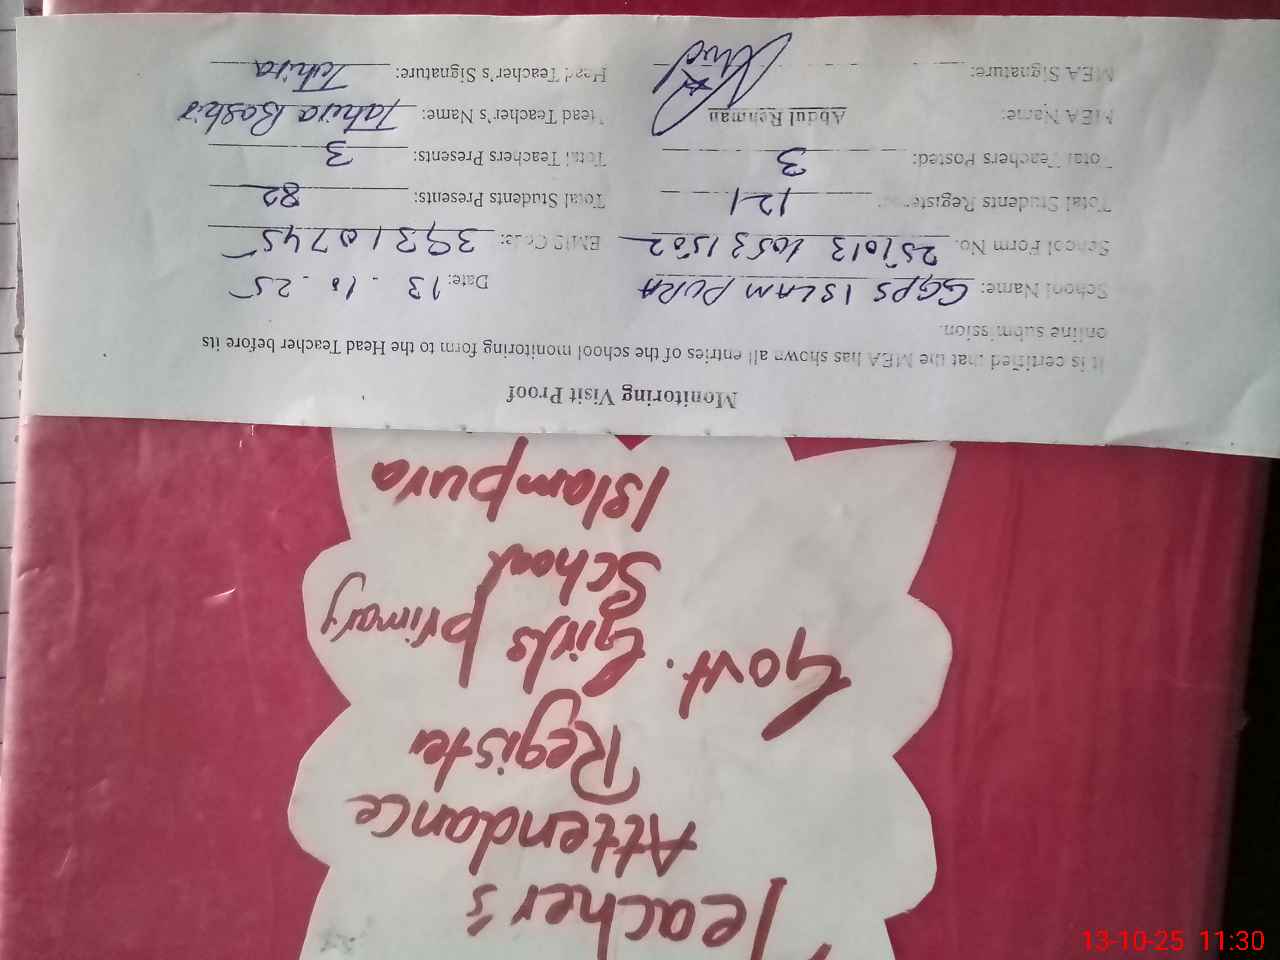 Monitoring Visit Proof
It is certified that the MEA has shown all entries of the school monitoring form to the Head Teacher before its
online submission.
School Name: GGPS ISLAM PURA Date: 13 . 10 . 25
School Form No. 251013 10531502 EMIS Code: 39310745
Total Students Registe 121 Total Students Presents: 82
Total Teachers Posted: 3 Total Teachers Presents: 3
MEA Name: Abdul Rehman Head Teacher's Name: Tahira Bashir
MEA Signature: Head Teacher's Signature: Tahira
Teacher's
Attendance
Register
Govt. Girls primary
School
Islampura
13-10-25 11:30